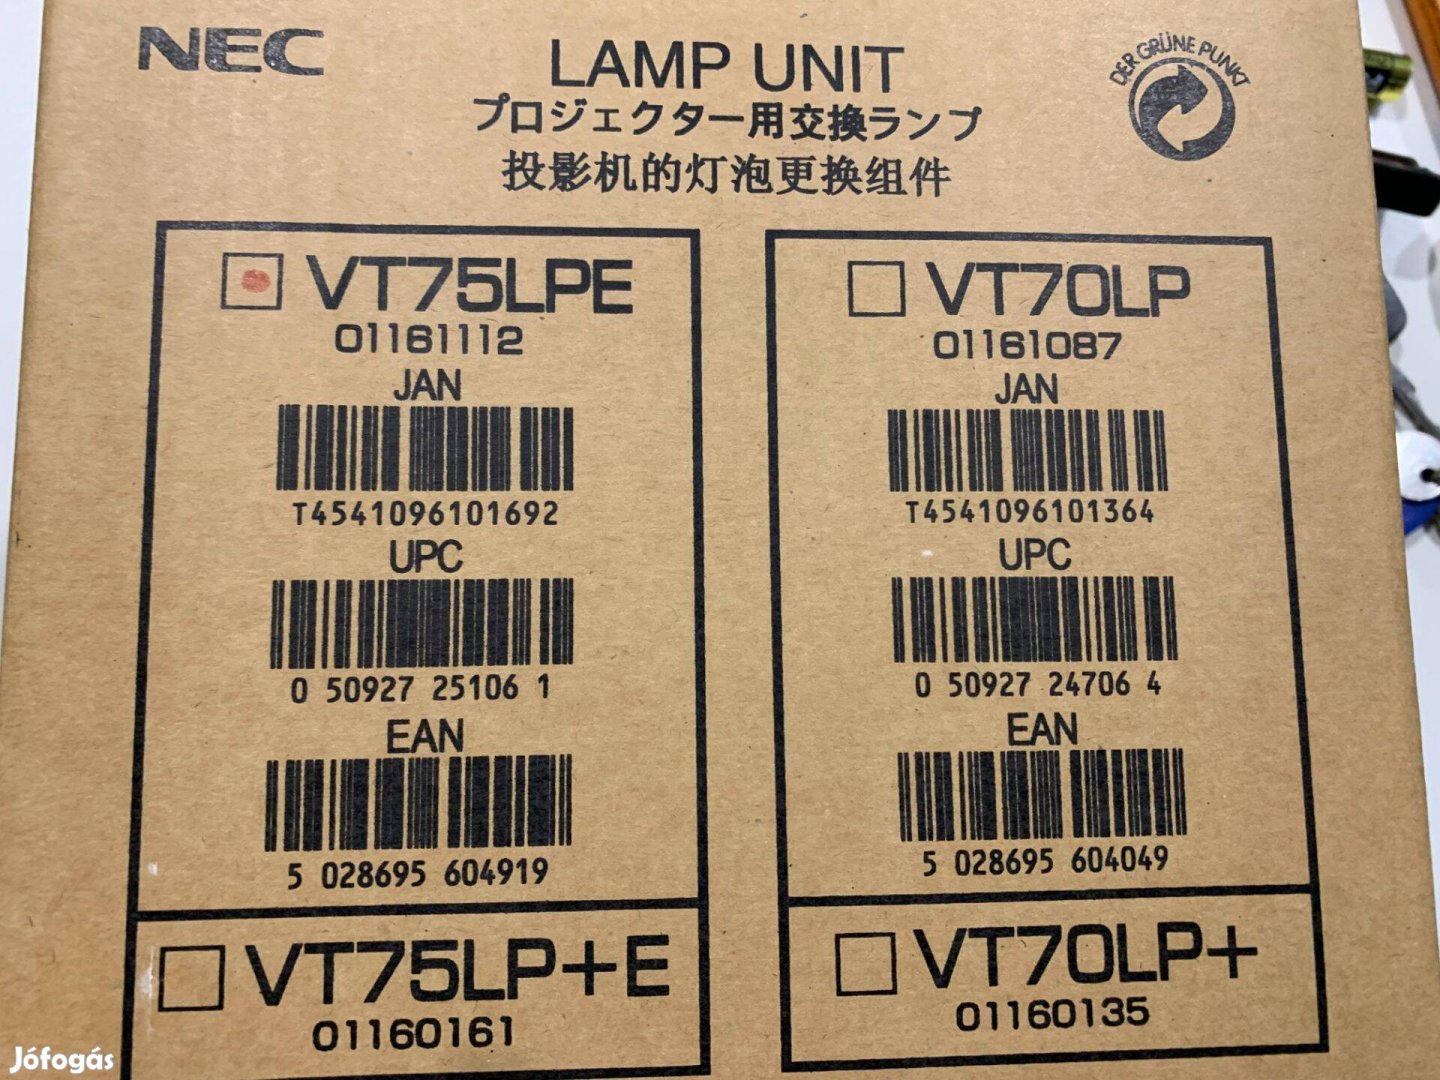 NEC
LAMP UNIT
プロジェクター用交換ランプ
投影机的灯泡更换组件
DER GRÜNE PUNKT
VT75LPE
01161112
JAN
T4541096101692
UPC
0 50927 25106 1
EAN
5 028695 604919
VT75LP+E
01160161
VT70LP
01161087
JAN
T4541096101364
UPC
0 50927 24706 4
EAN
5 028695 604049
VT70LP+
01160135
Jófogás